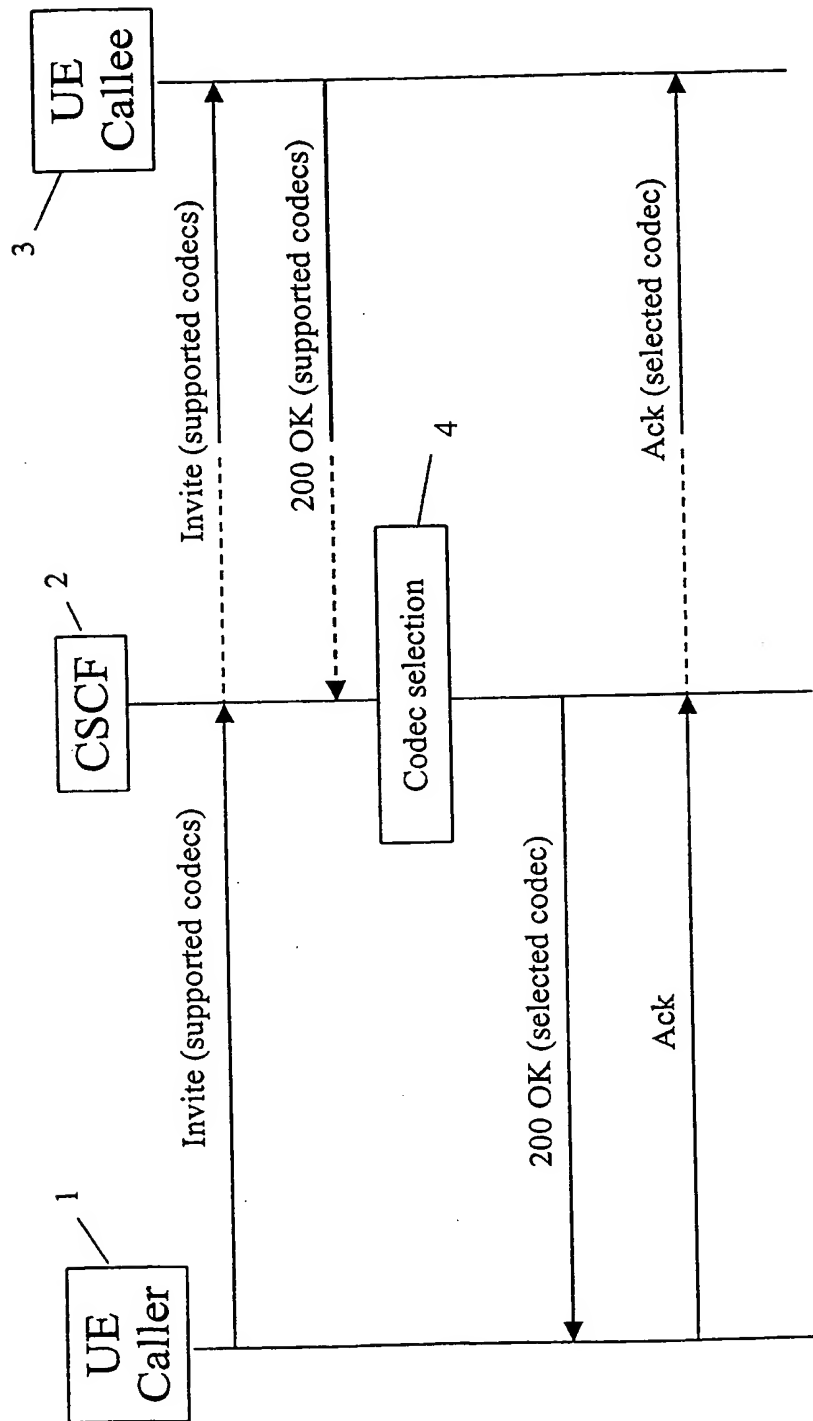 1
UE
Caller
2
CSCF
3
UE
Callee
Invite (supported codecs)
Invite (supported codecs)
200 OK (supported codecs)
4
Codec selection
200 OK (selected codec)
Ack
Ack (selected codec)